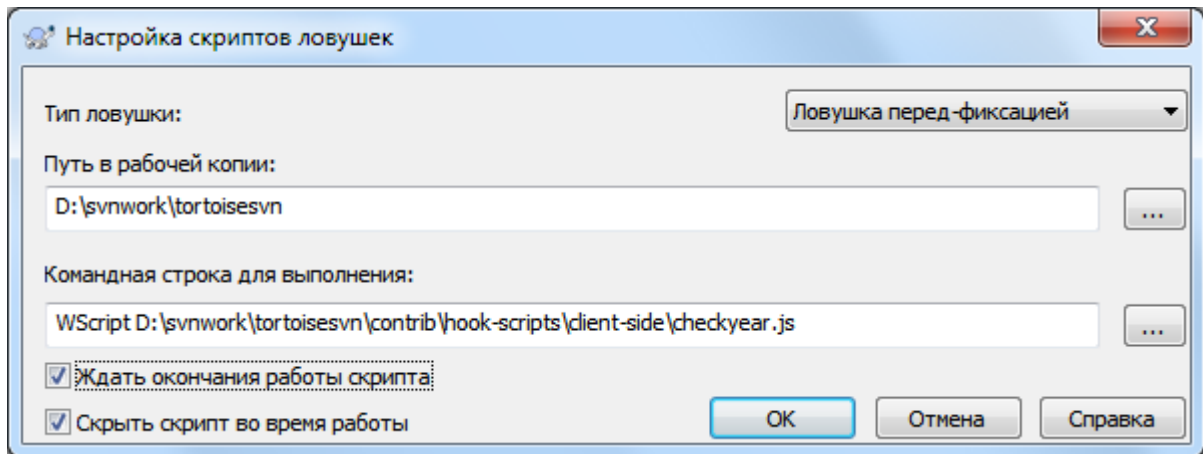 Настройка скриптов ловушек
Тип ловушки:
Ловушка перед-фиксацией
Путь в рабочей копии:
D:\svnwork\tortoisesvn
...
Командная строка для выполнения:
WScript D:\svnwork\tortoisesvn\contrib\hook-scripts\client-side\checkyear.js
...
Ждать окончания работы скрипта
Скрыть скрипт во время работы
OK Отмена Справка